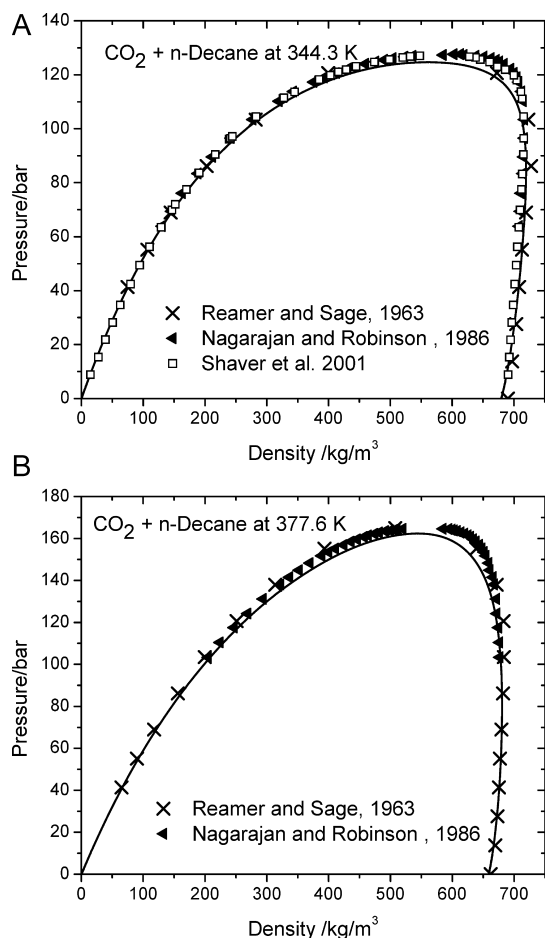 A
CO2 + n-Decane at 344.3 K
140
120
100
80
60
40
20
0
Pressure/bar
Reamer and Sage, 1963
Nagarajan and Robinson , 1986
Shaver et al. 2001
0 100 200 300 400 500 600 700
Density /kg/m3
B
CO2 + n-Decane at 377.6 K
180
160
140
120
100
80
60
40
20
0
Pressure/bar
Reamer and Sage, 1963
Nagarajan and Robinson , 1986
0 100 200 300 400 500 600 700
Density /kg/m3